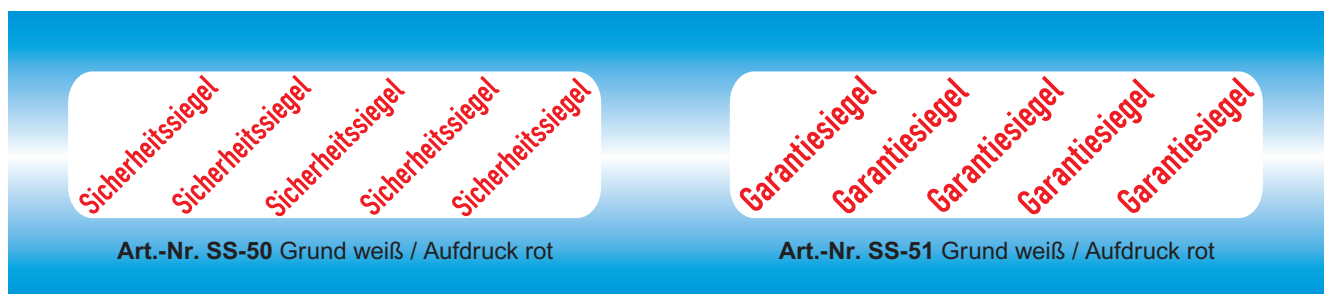 Sicherheitssiegel Sicherheitssiegel Sicherheitssiegel Sicherheitssiegel Sicherheitssiegel
Art.-Nr. SS-50 Grund weiß / Aufdruck rot
Garantiesiegel Garantiesiegel Garantiesiegel Garantiesiegel Garantiesiegel
Art.-Nr. SS-51 Grund weiß / Aufdruck rot